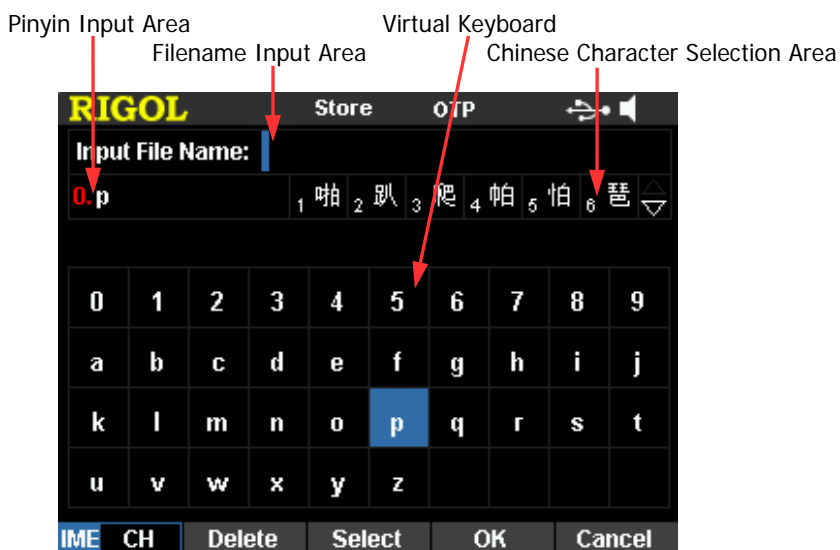 Pinyin Input Area Virtual Keyboard
Filename Input Area Chinese Character Selection Area
RIGOL Store OTP
Input File Name:
0.p 1 啪 2 趴 3 爬 4 帕 5 怕 6 琶
0 1 2 3 4 5 6 7 8 9
a b c d e f g h i j
k l m n o p q r s t
u v w x y z
IME CH Delete Select OK Cancel